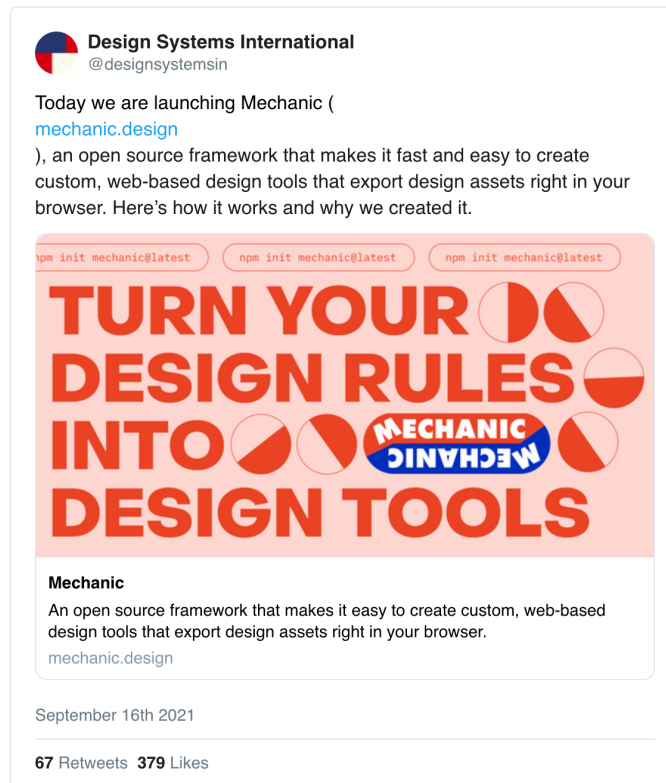 Design Systems International
@designsystemsin
Today we are launching Mechanic (
mechanic.design
), an open source framework that makes it fast and easy to create
custom, web-based design tools that export design assets right in your
browser. Here’s how it works and why we created it.
npm init mechanic@latest npm init mechanic@latest npm init mechanic@latest
TURN YOUR
DESIGN RULES
INTO MECHANIC
MECHANIC
DESIGN TOOLS
Mechanic
An open source framework that makes it easy to create custom, web-based
design tools that export design assets right in your browser.
mechanic.design
September 16th 2021
67 Retweets 379 Likes